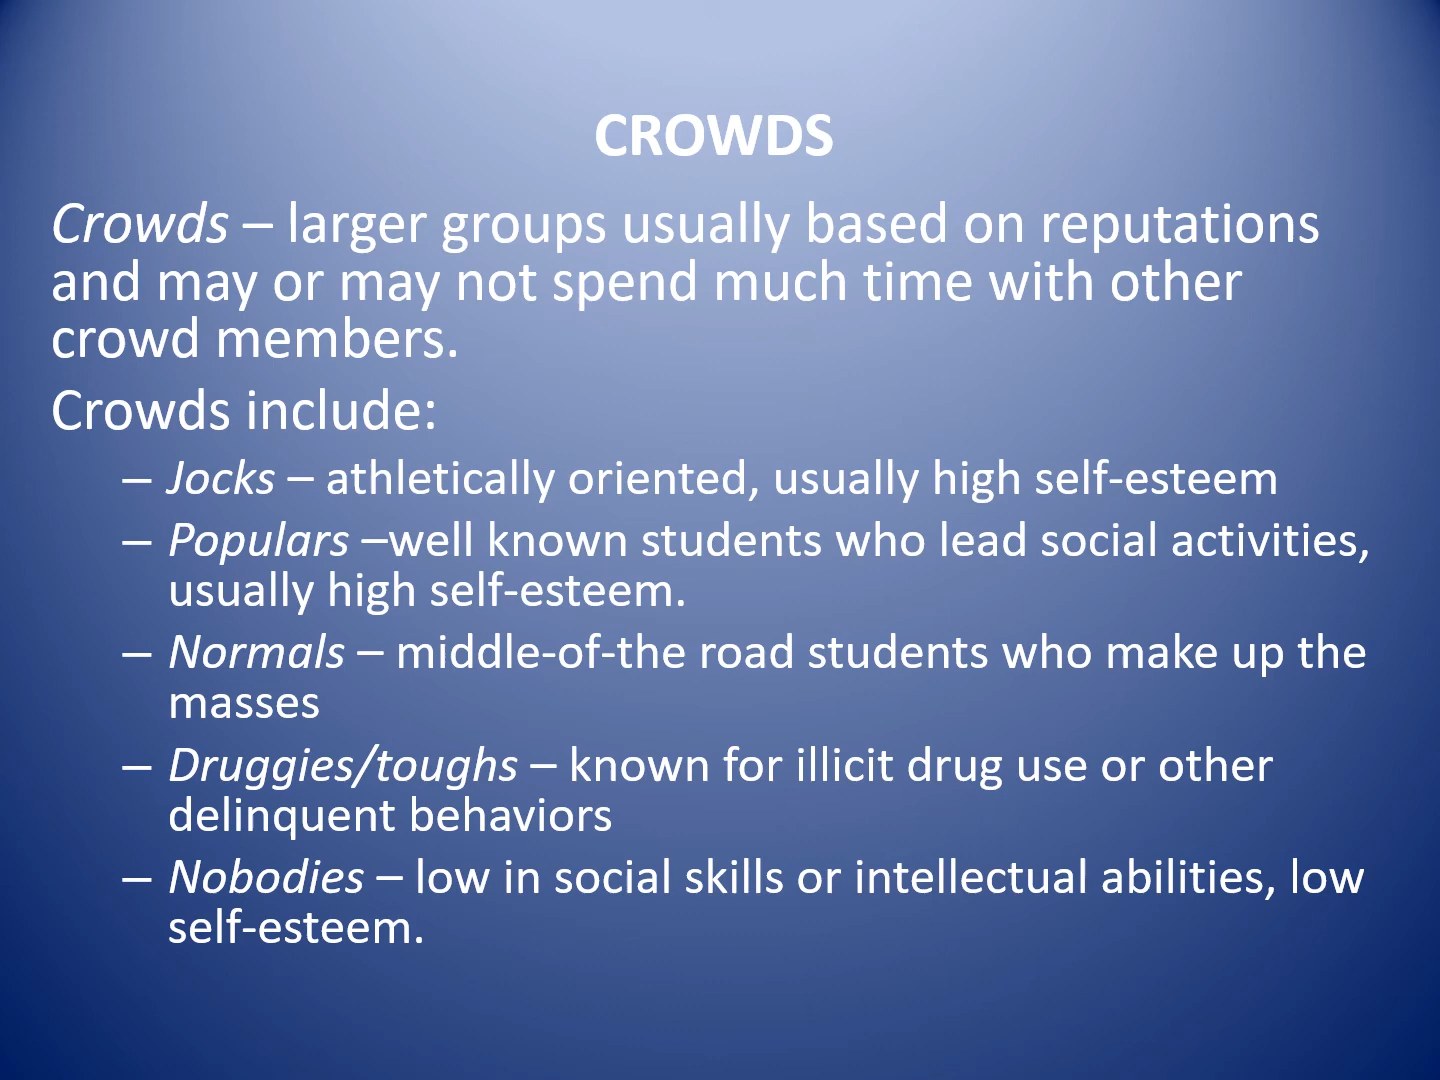 CROWDS
Crowds – larger groups usually based on reputations
and may or may not spend much time with other
crowd members.
Crowds include:
– Jocks – athletically oriented, usually high self-esteem
– Populars –well known students who lead social activities,
usually high self-esteem.
– Normals – middle-of-the road students who make up the
masses
– Druggies/toughs – known for illicit drug use or other
delinquent behaviors
– Nobodies – low in social skills or intellectual abilities, low
self-esteem.